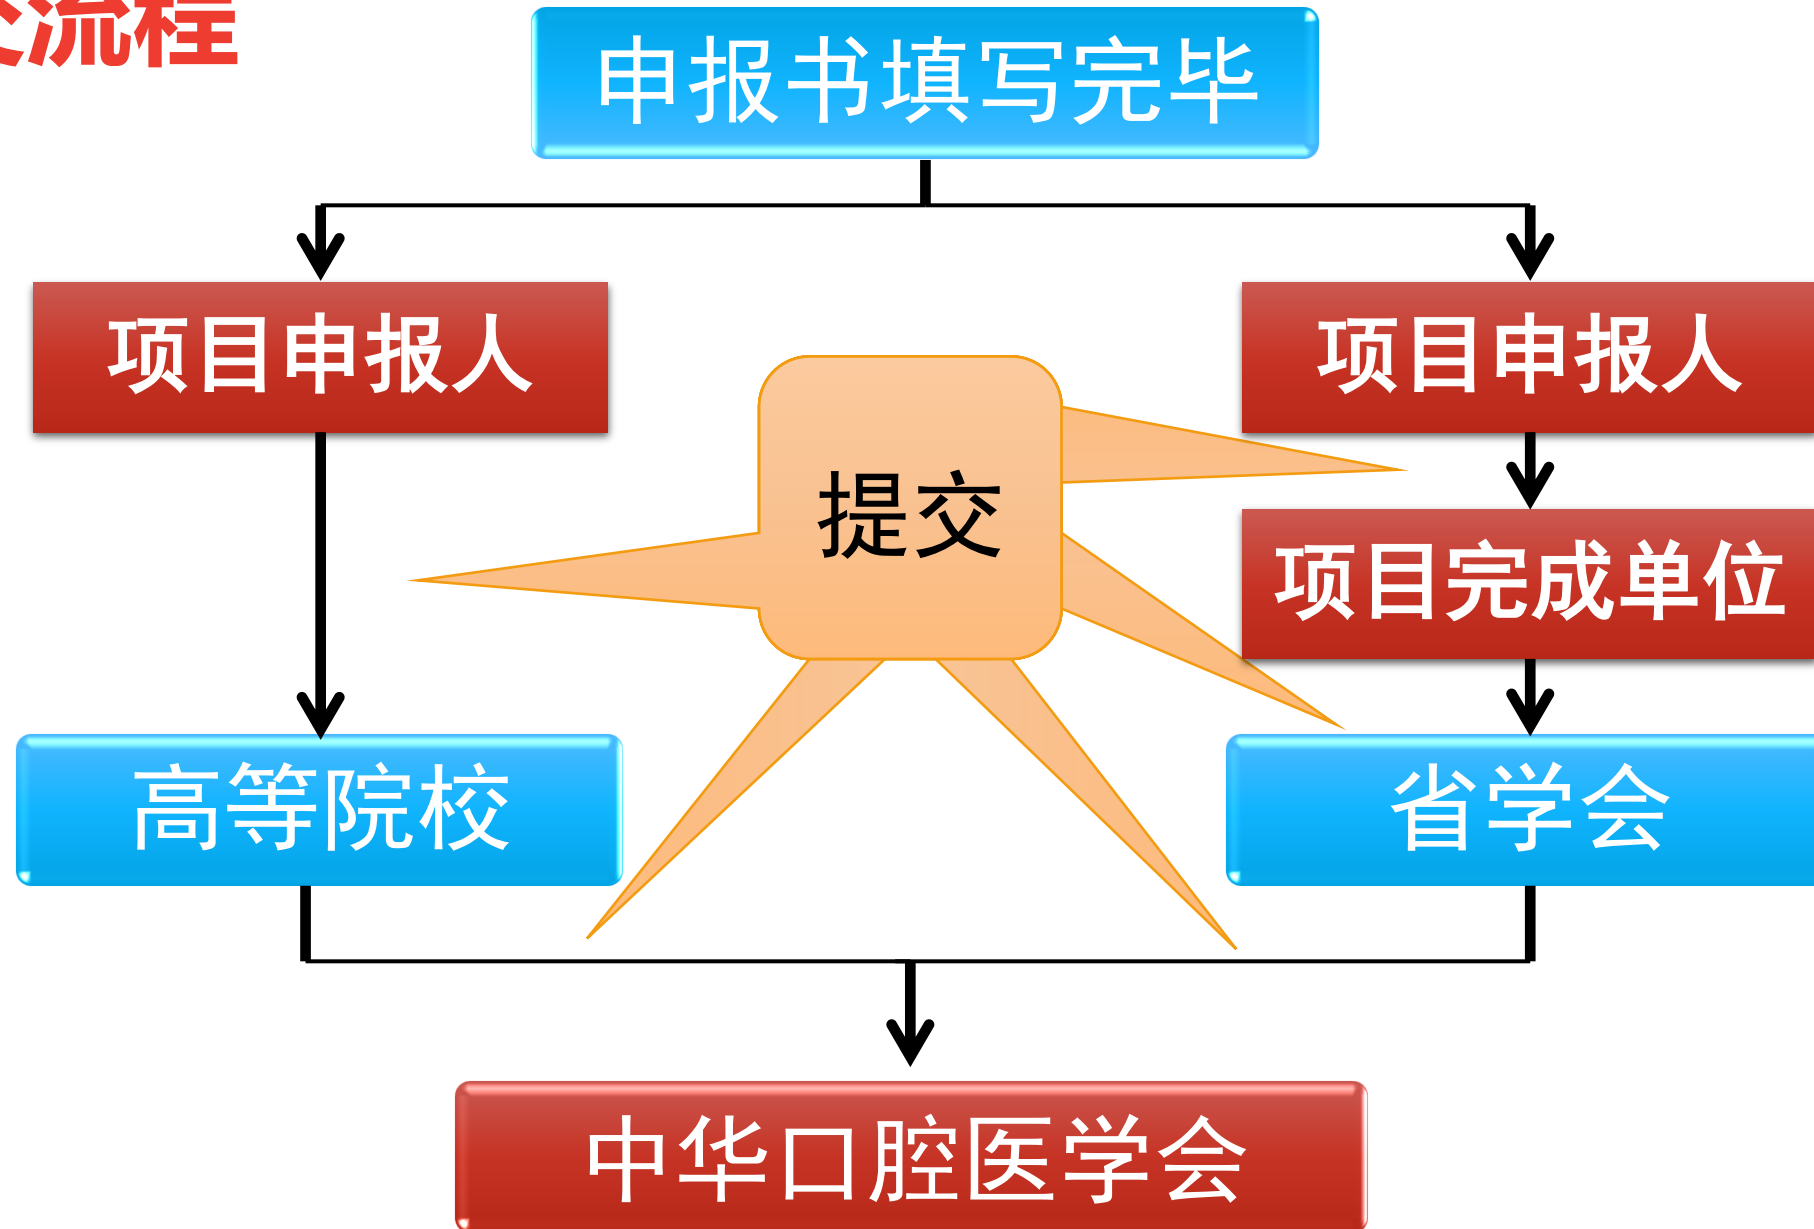 流程
申报书填写完毕
项目申报人
项目申报人
提交
项目完成单位
高等院校
省学会
中华口腔医学会